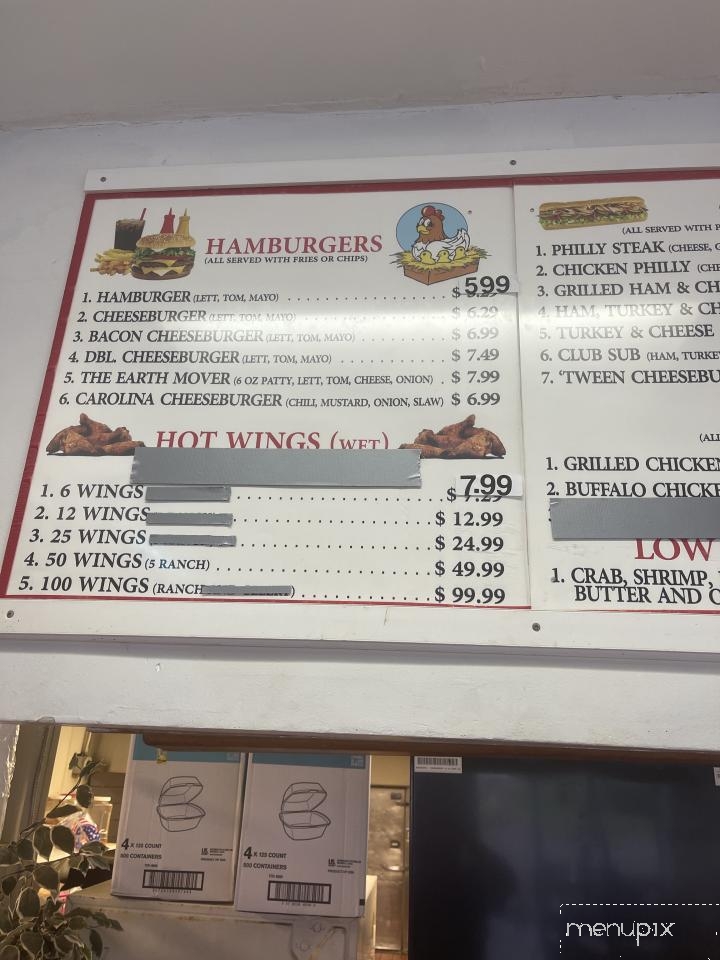 HAMBURGERS
(ALL SERVED WITH FRIES OR CHIPS)
1. HAMBURGER (LETT, TOM, MAYO) . . . . . . . . . . . . . . . . . . . . . $ 5.99
2. CHEESEBURGER (LETT, TOM, MAYO) . . . . . . . . . . . . . . . . . . $ 6.29
3. BACON CHEESEBURGER (LETT, TOM, MAYO) . . . . . . . . . . . . $ 6.99
4. DBL CHEESEBURGER (LETT, TOM, MAYO) . . . . . . . . . . . . . . $ 7.49
5. THE EARTH MOVER (6 OZ PATTY, LETT, TOM, CHEESE, ONION) . $ 7.99
6. CAROLINA CHEESEBURGER (CHILI, MUSTARD, ONION, SLAW) $ 6.99
HOT WINGS (WET)
1. 6 WINGS . . . . . . . . . . . . . . . . . . . . . . . $ 7.99
2. 12 WINGS . . . . . . . . . . . . . . . . . . . . . . $ 12.99
3. 25 WINGS . . . . . . . . . . . . . . . . . . . . . . $ 24.99
4. 50 WINGS (5 RANCH) . . . . . . . . . . . . . . . . . . . . . . $ 49.99
5. 100 WINGS (RANCH ) . . . . . . . . . . . . . . $ 99.99
(ALL SERVED WITH
1. PHILLY STEAK (CHEESE,
2. CHICKEN PHILLY
3. GRILLED HAM &
4. HAM, TURKEY &
5. TURKEY & CHEESE
6. CLUB SUB (HAM,
7. 'TWEEN
(ALL
1. GRILLED
2. BUFFALO
LOW
1. CRAB, SHRIMP,
BUTTER AND
4 X 125 COUNT
500 CONTAINERS
4 X 125 COUNT
500 CONTAINERS
menupix